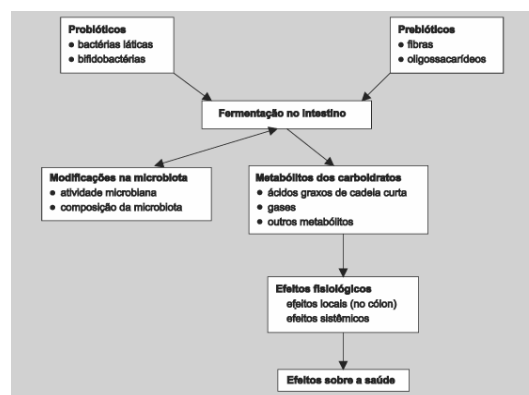 Probióticos
● bactérias láticas
● bifidobactérias
Prebióticos
● fibras
● oligossacarídeos
Fermentação no intestino
Modificações na microbiota
● atividade microbiana
● composição da microbiota
Metabólitos dos carboidratos
● ácidos graxos de cadeia curta
● gases
● outros metabólitos
Efeitos fisiológicos
efeitos locais (no cólon)
efeitos sistêmicos
Efeitos sobre a saúde